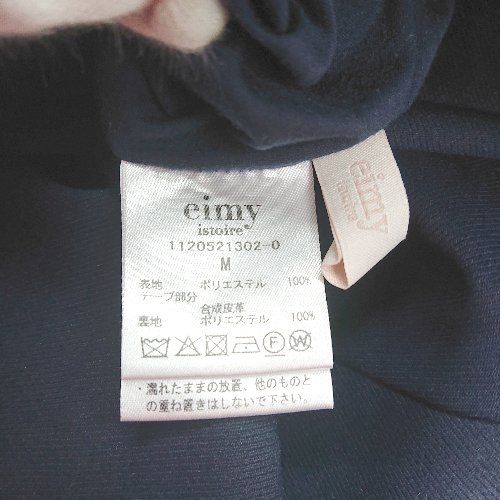 eimy
istoire
1120521302-0
M
表地 ポリエステル 100%
テープ部分
合成皮革
裏地 ポリエステル 100%
F W
・濡れたままの放置、他のものと
の重ね置きはしないで下さい。
eimy
istoire